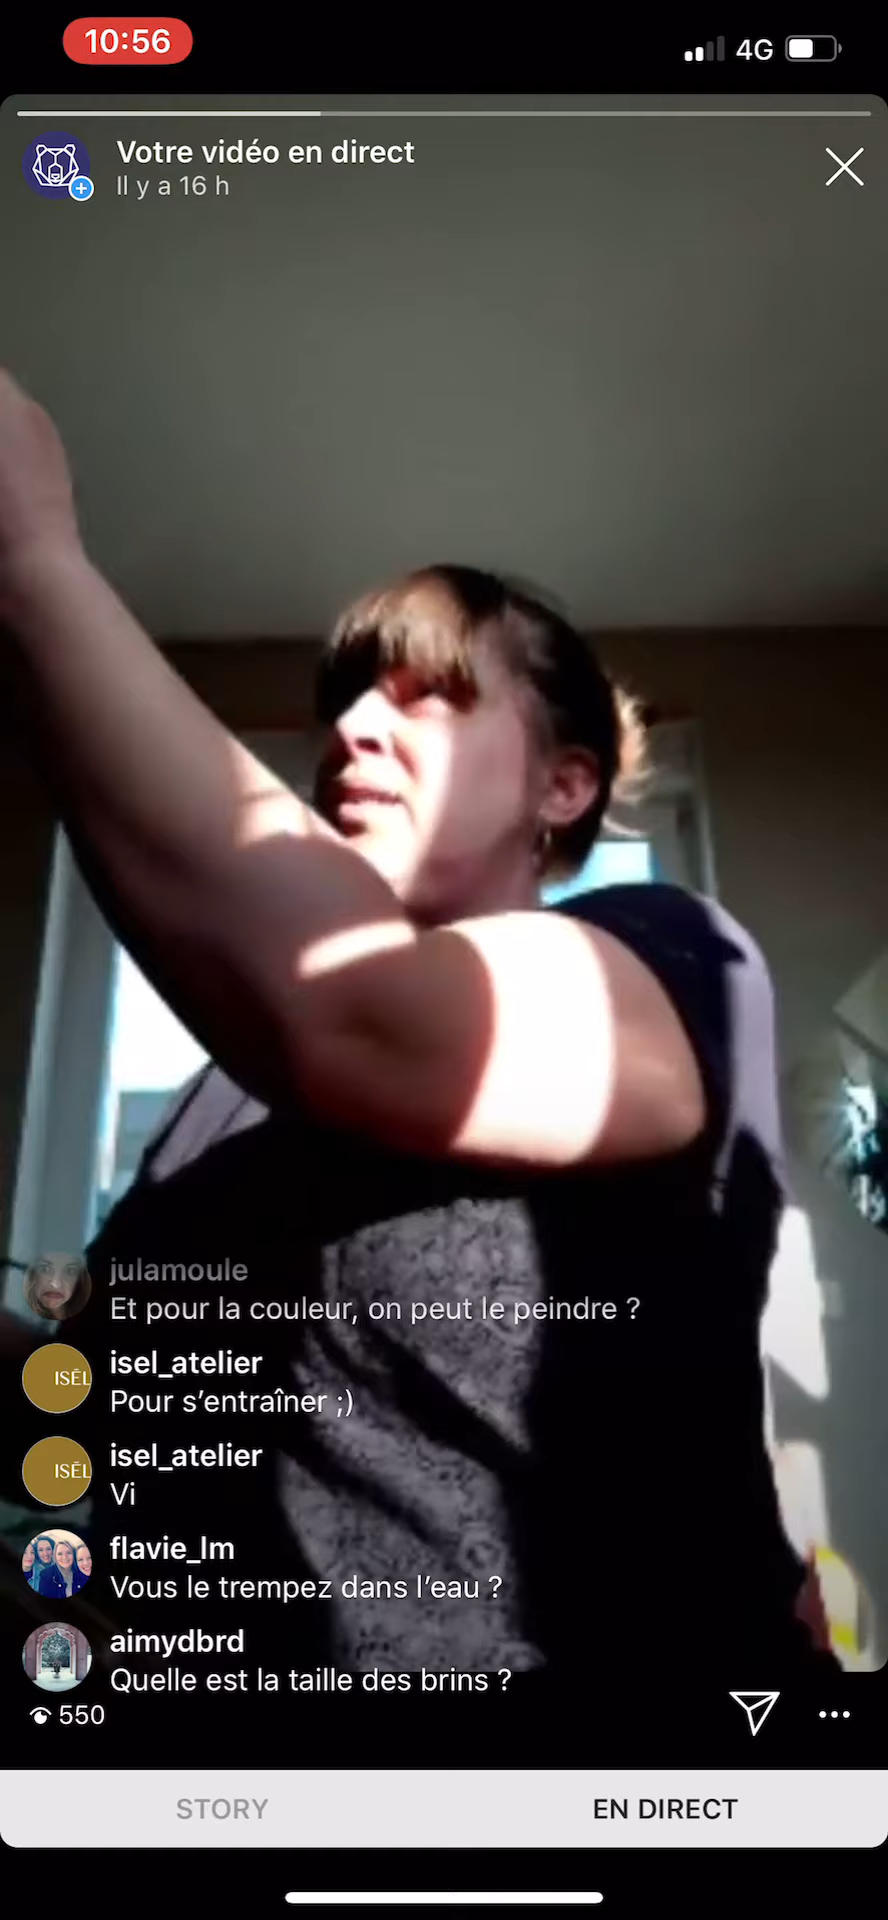 10:56
4G
Votre vidéo en direct
Il y a 16 h
julamoule
Et pour la couleur, on peut le peindre ?
ISĒL
isel_atelier
Pour s’entraîner ;)
ISĒL
isel_atelier
Vi
flavie_lm
Vous le trempez dans l’eau ?
aimydbrd
Quelle est la taille des brins ?
550
STORY
EN DIRECT